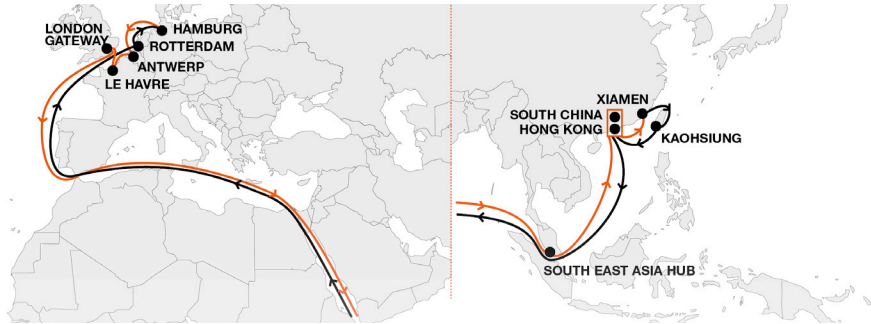 LONDON
GATEWAY
HAMBURG
ROTTERDAM
ANTWERP
LE HAVRE
XIAMEN
SOUTH CHINA
HONG KONG
KAOHSIUNG
SOUTH EAST ASIA HUB